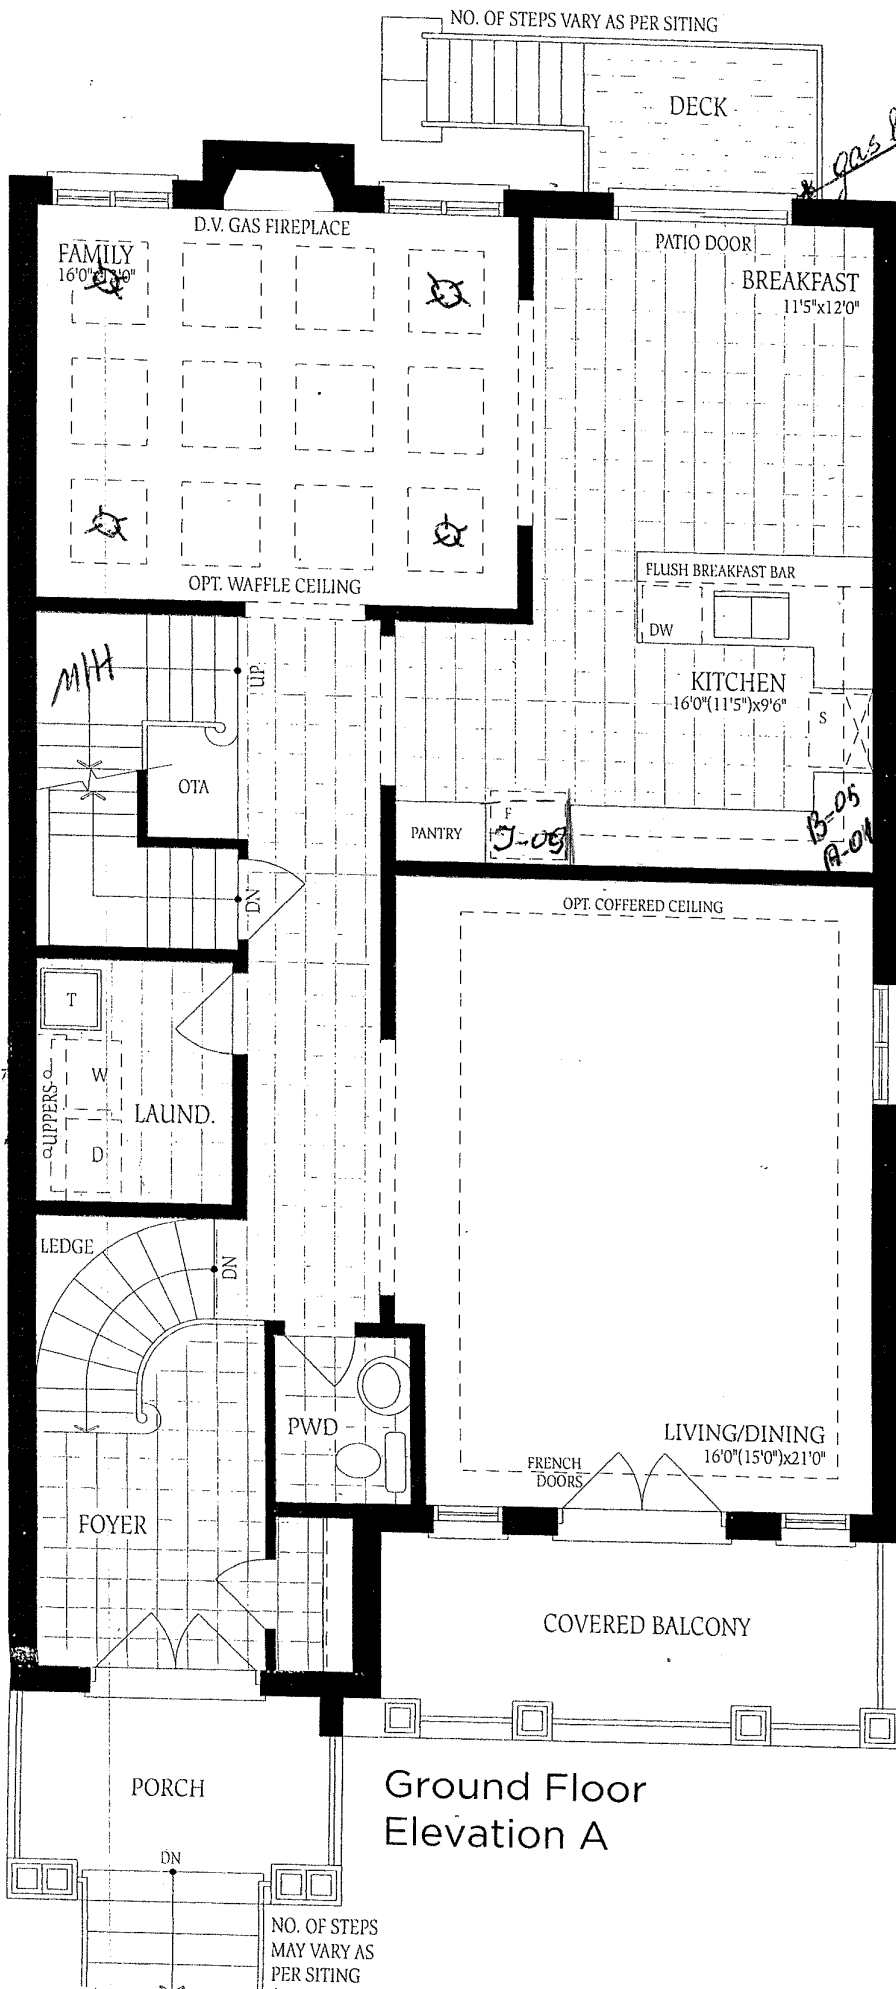 NO. OF STEPS VARY AS PER SITING
DECK
gas
D.V. GAS FIREPLACE
FAMILY
PATIO DOOR
BREAKFAST
11'5"x12'0"
OPT. WAFFLE CEILING
FLUSH BREAKFAST BAR
DW
UP
KITCHEN
16'0"(11'5")x9'6"
S
OTA
PANTRY
F
J-09
B-05
A-01
DN
OPT. COFFERED CEILING
T
W
UPPERS
LAUND.
D
LEDGE
DN
PWD
LIVING/DINING
16'0"(15'0")x21'0"
FRENCH
DOORS
FOYER
COVERED BALCONY
PORCH
Ground Floor
Elevation A
DN
NO. OF STEPS
MAY VARY AS
PER SITING